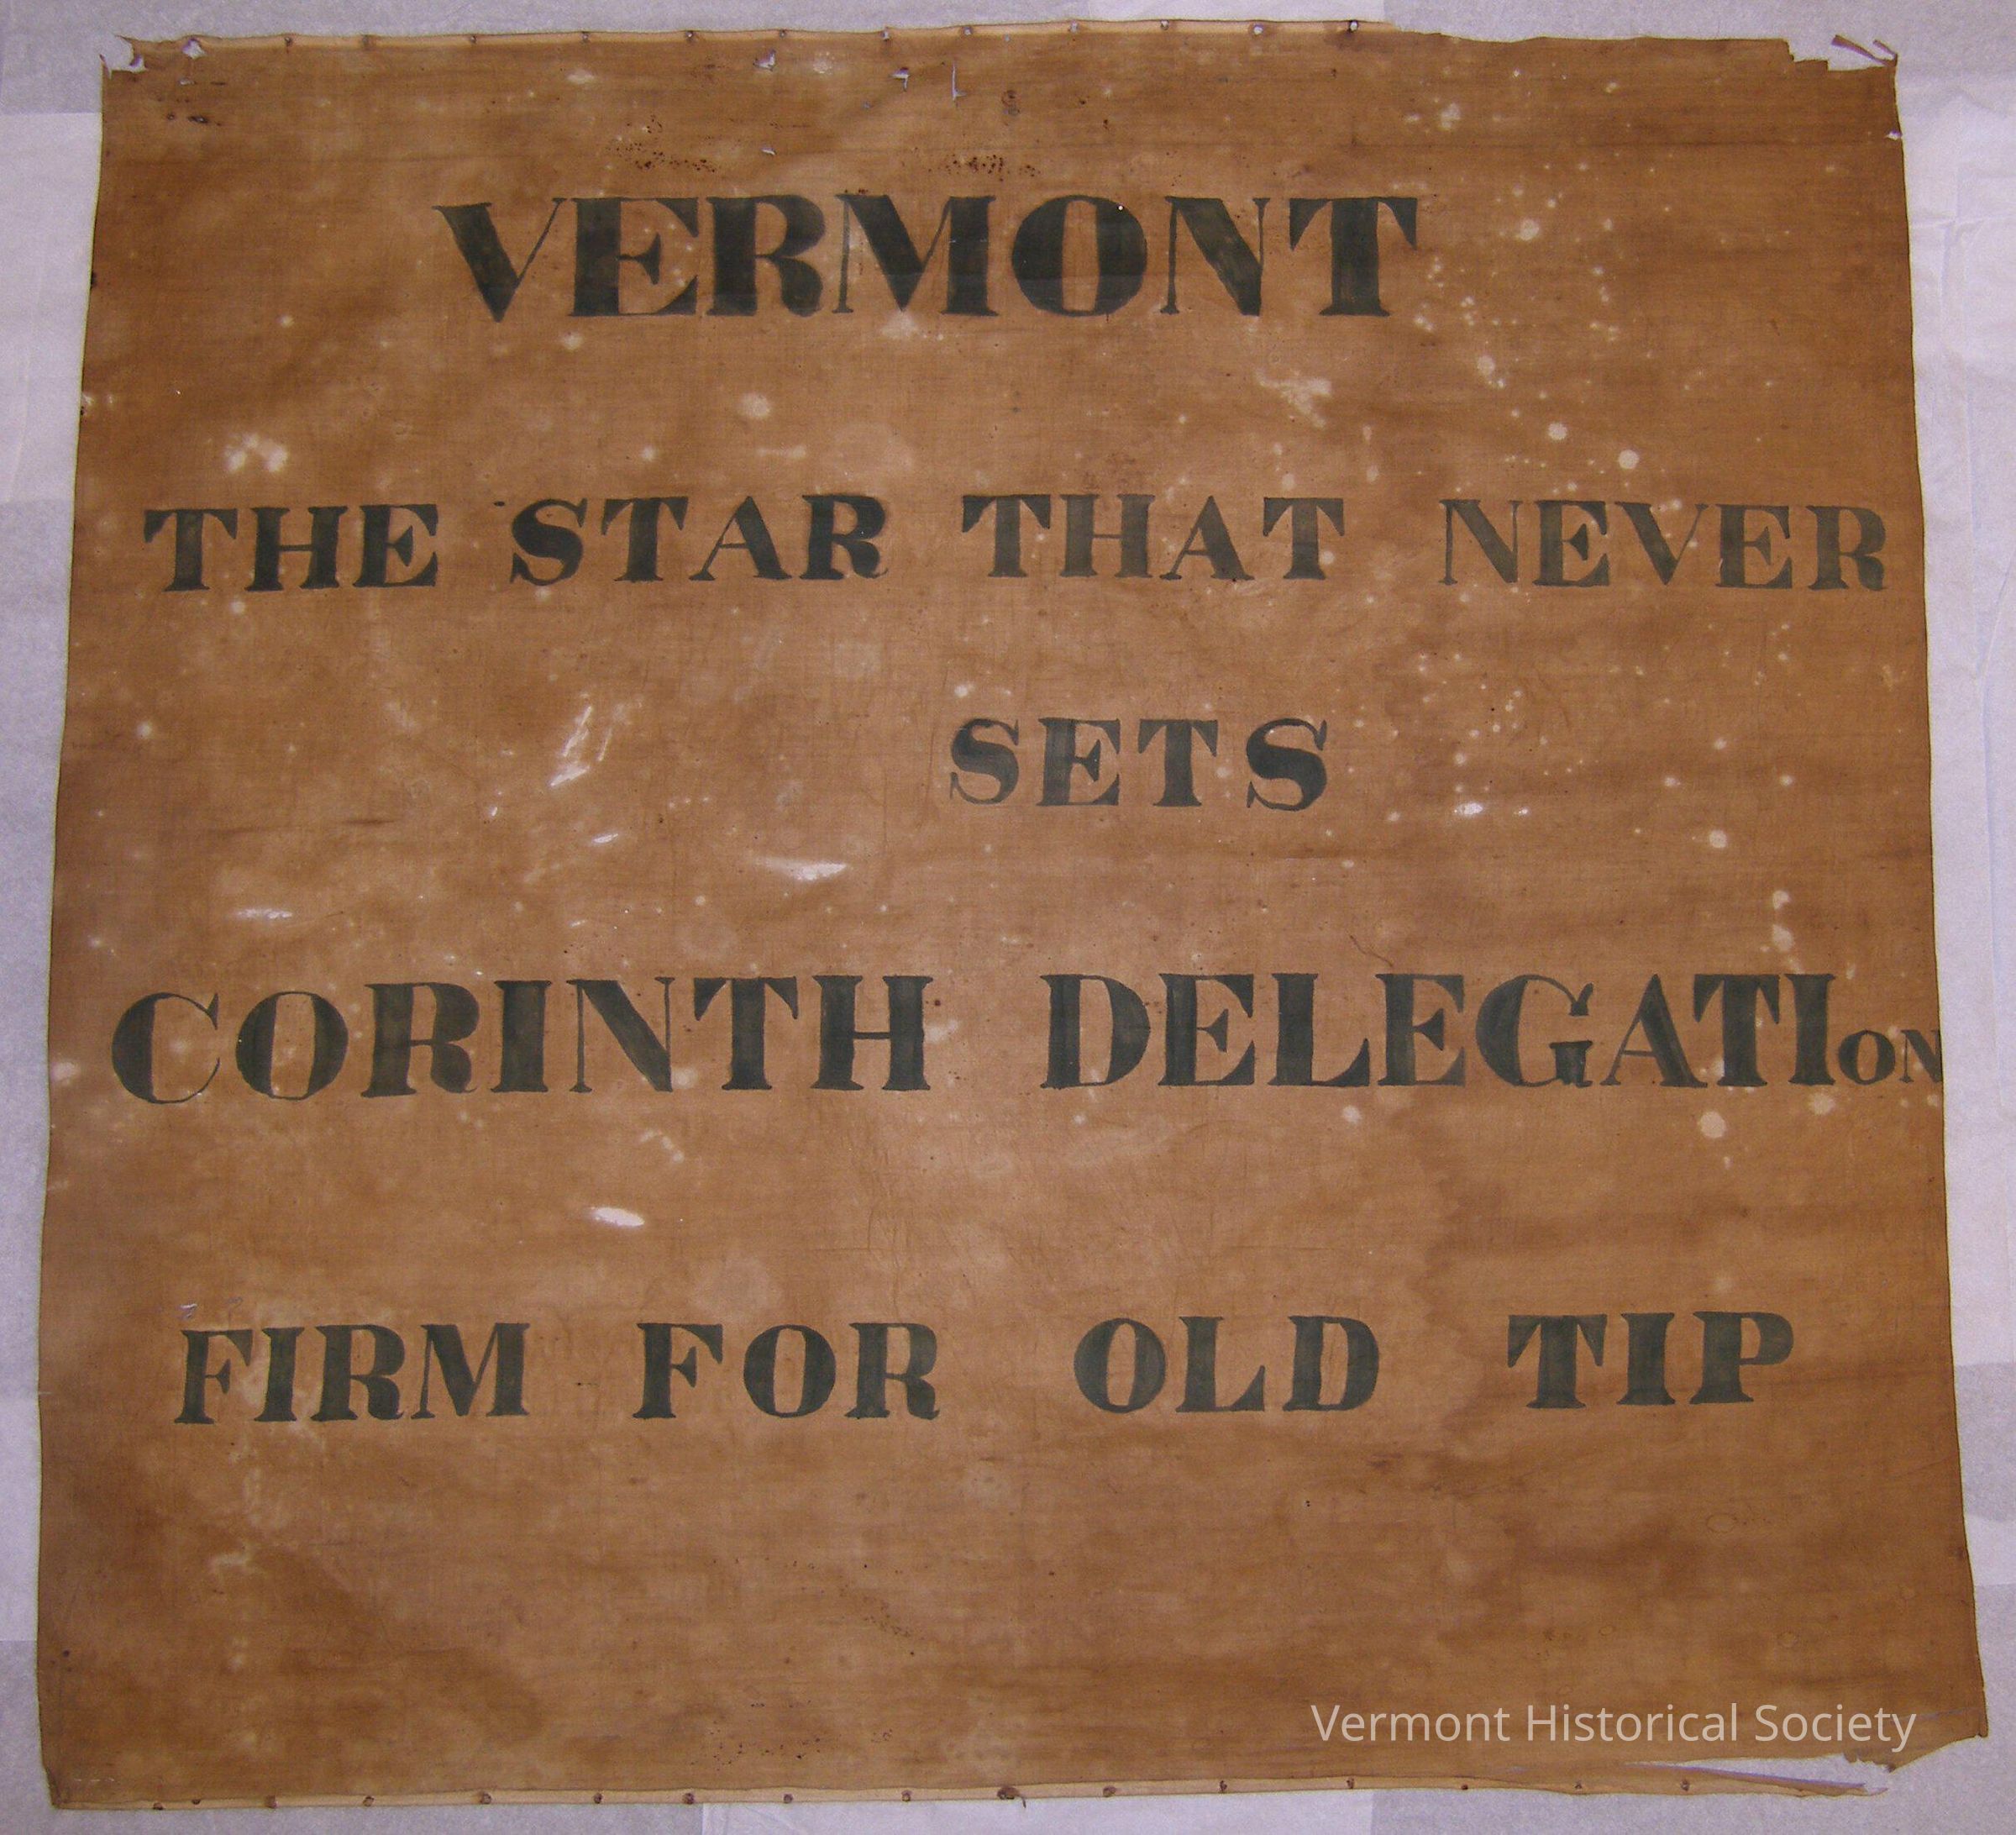 VERMONT
THE STAR THAT NEVER
SETS
CORINTH DELEGATION
FIRM FOR OLD TIP
Vermont Historical Society